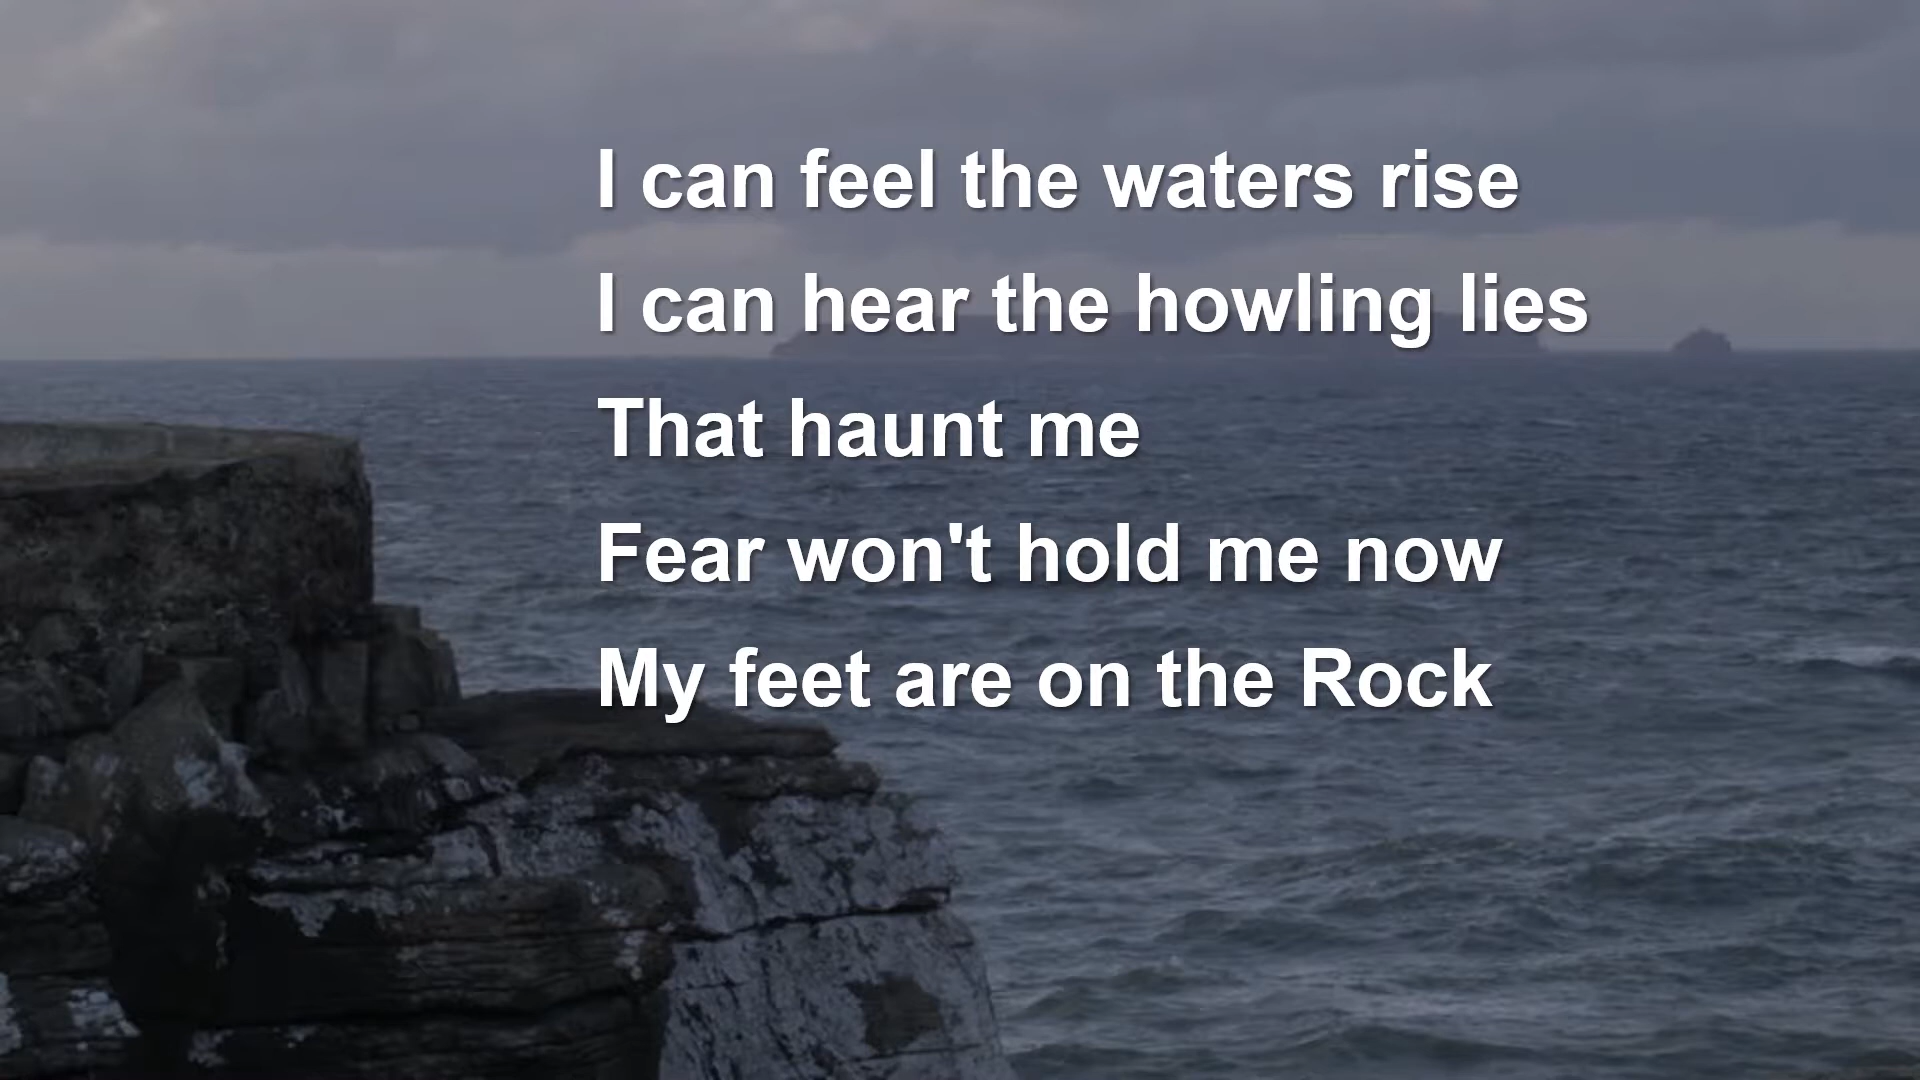 I can feel the waters rise
I can hear the howling lies
That haunt me
Fear won't hold me now
My feet are on the Rock